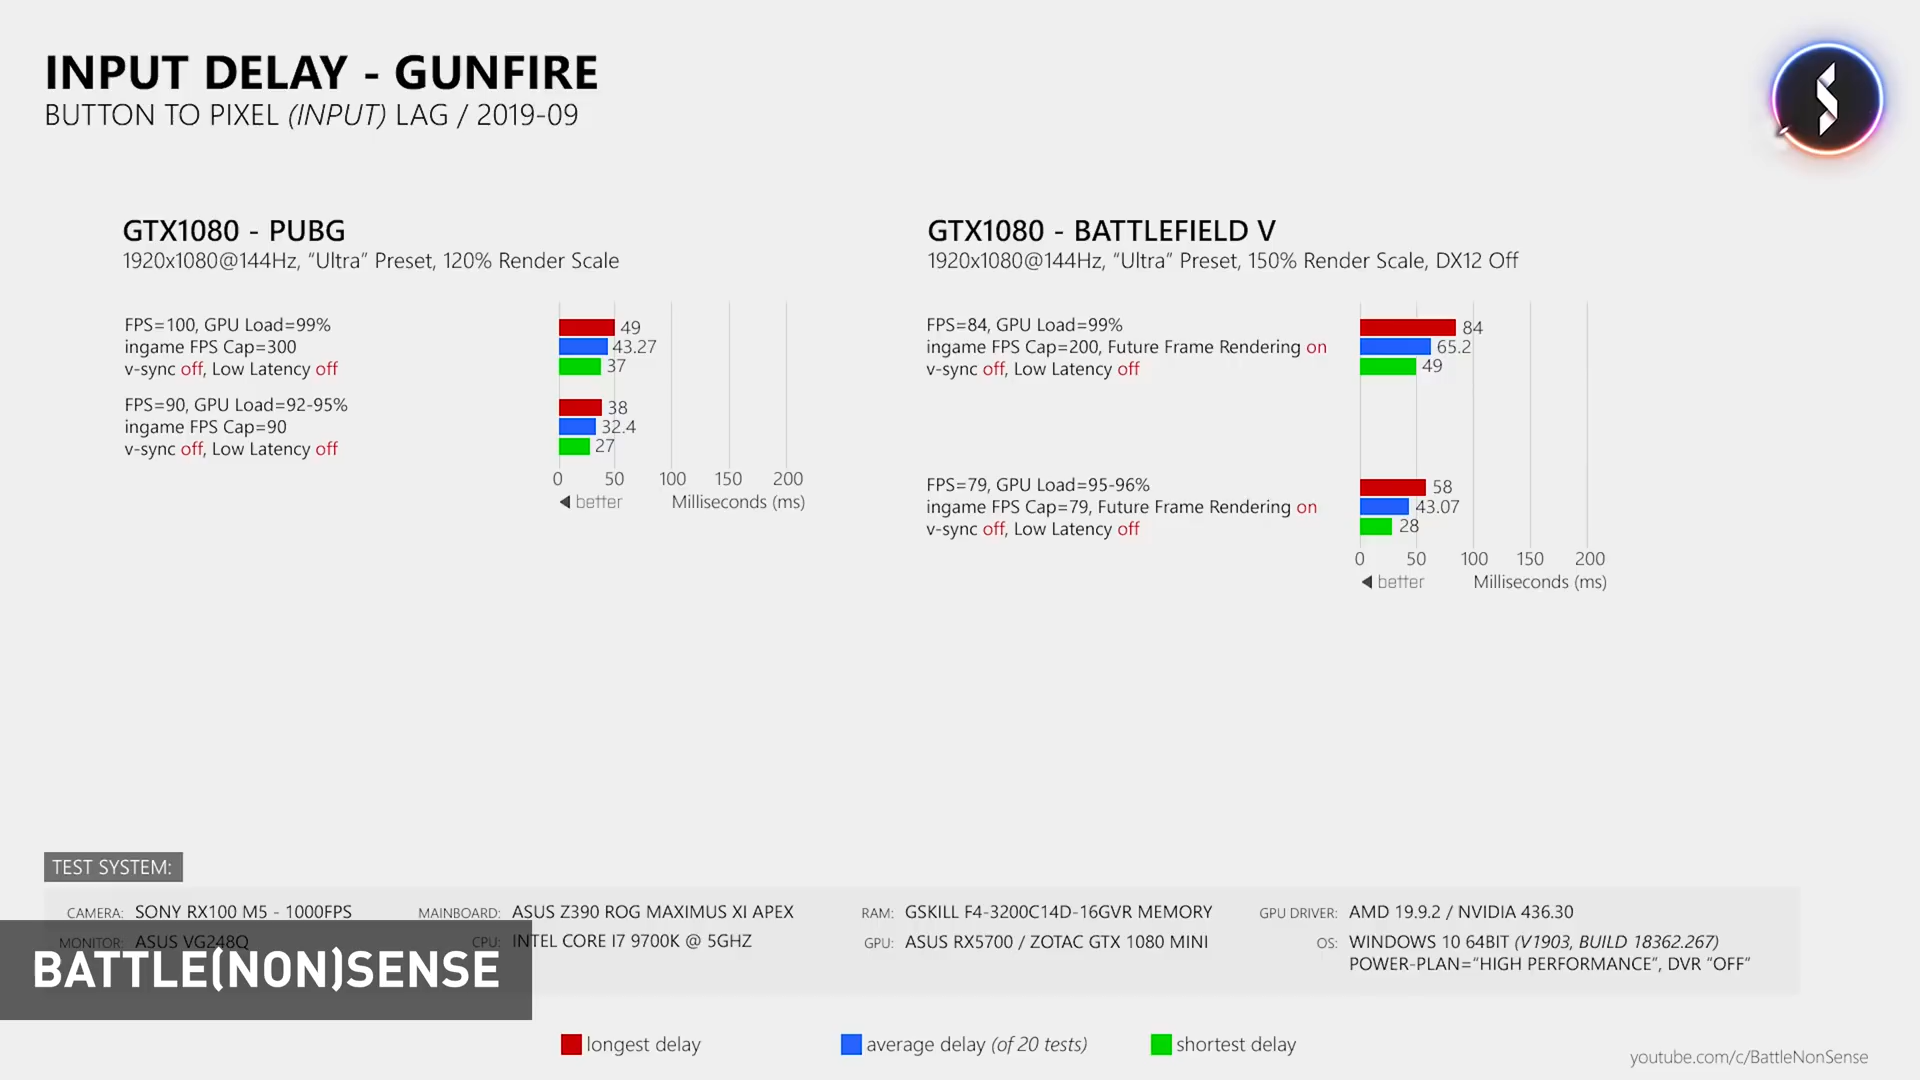 INPUT DELAY - GUNFIRE
BUTTON TO PIXEL (INPUT) LAG / 2019-09
GTX1080 - PUBG
1920x1080@144Hz, “Ultra” Preset, 120% Render Scale
FPS=100, GPU Load=99%
ingame FPS Cap=300
v-sync off, Low Latency off
49
43.27
37
FPS=90, GPU Load=92-95%
ingame FPS Cap=90
v-sync off, Low Latency off
38
32.4
27
0 50 100 150 200
◀ better Milliseconds (ms)
GTX1080 - BATTLEFIELD V
1920x1080@144Hz, “Ultra” Preset, 150% Render Scale, DX12 Off
FPS=84, GPU Load=99%
ingame FPS Cap=200, Future Frame Rendering on
v-sync off, Low Latency off
84
65.2
49
FPS=79, GPU Load=95-96%
ingame FPS Cap=79, Future Frame Rendering on
v-sync off, Low Latency off
58
43.07
28
0 50 100 150 200
◀ better Milliseconds (ms)
TEST SYSTEM:
CAMERA: SONY RX100 M5 - 1000FPS
MONITOR: ASUS VG248Q
MAINBOARD: ASUS Z390 ROG MAXIMUS XI APEX
CPU: INTEL CORE I7 9700K @ 5GHZ
RAM: GSKILL F4-3200C14D-16GVR MEMORY
GPU: ASUS RX5700 / ZOTAC GTX 1080 MINI
GPU DRIVER: AMD 19.9.2 / NVIDIA 436.30
OS: WINDOWS 10 64BIT (V1903, BUILD 18362.267)
POWER-PLAN=“HIGH PERFORMANCE”, DVR “OFF”
BATTLE(NON)SENSE
longest delay
average delay (of 20 tests)
shortest delay
youtube.com/c/BattleNonSense